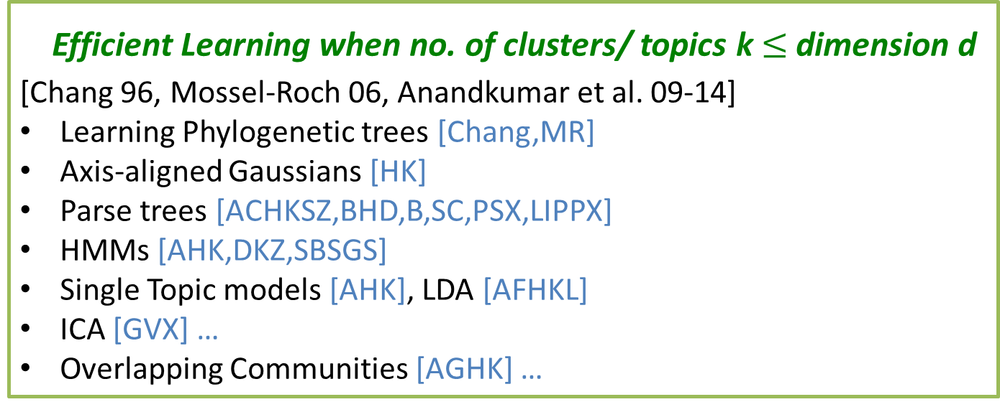 Efficient Learning when no. of clusters/ topics k ≤ dimension d
[Chang 96, Mossel-Roch 06, Anandkumar et al. 09-14]
• Learning Phylogenetic trees [Chang,MR]
• Axis-aligned Gaussians [HK]
• Parse trees [ACHKSZ,BHD,B,SC,PSX,LIPPX]
• HMMs [AHK,DKZ,SBSGS]
• Single Topic models [AHK], LDA [AFHKL]
• ICA [GVX] ...
• Overlapping Communities [AGHK] ...